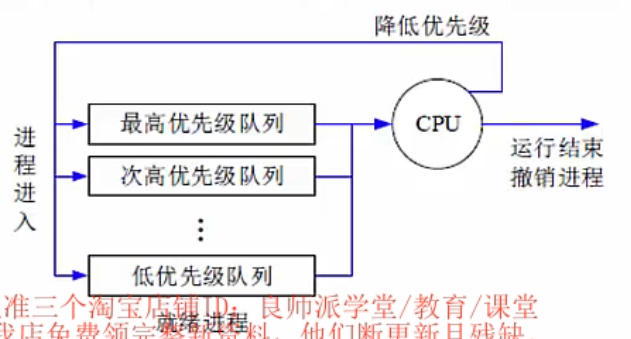 降低优先级
最高优先级队列
CPU
进程进入
次高优先级队列
运行结束
撤销进程
⋮
低优先级队列
准三个淘宝店铺ID：良师派学堂/教育/课堂
就绪进程
我店免费领完整新资料，他们断更新且残缺